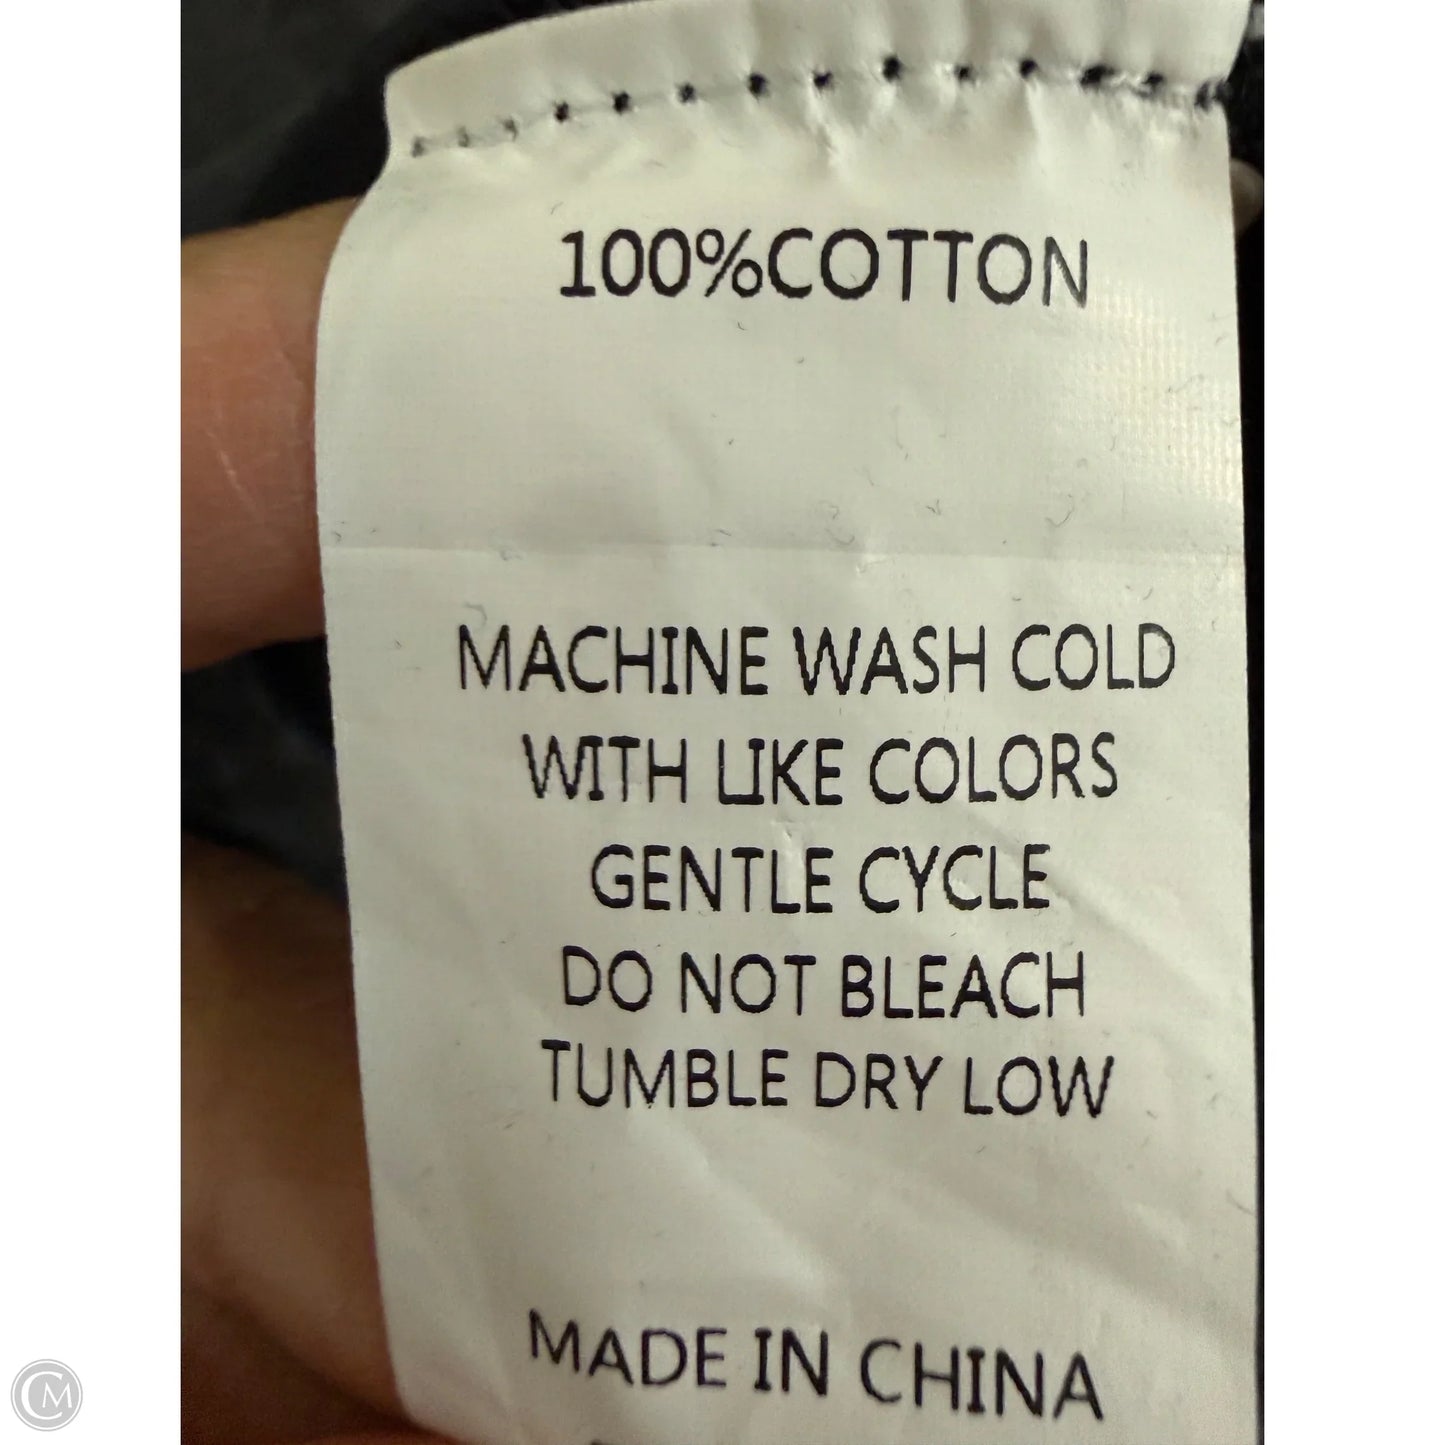 100%COTTON
MACHINE WASH COLD
WITH LIKE COLORS
GENTLE CYCLE
DO NOT BLEACH
TUMBLE DRY LOW
MADE IN CHINA
CM